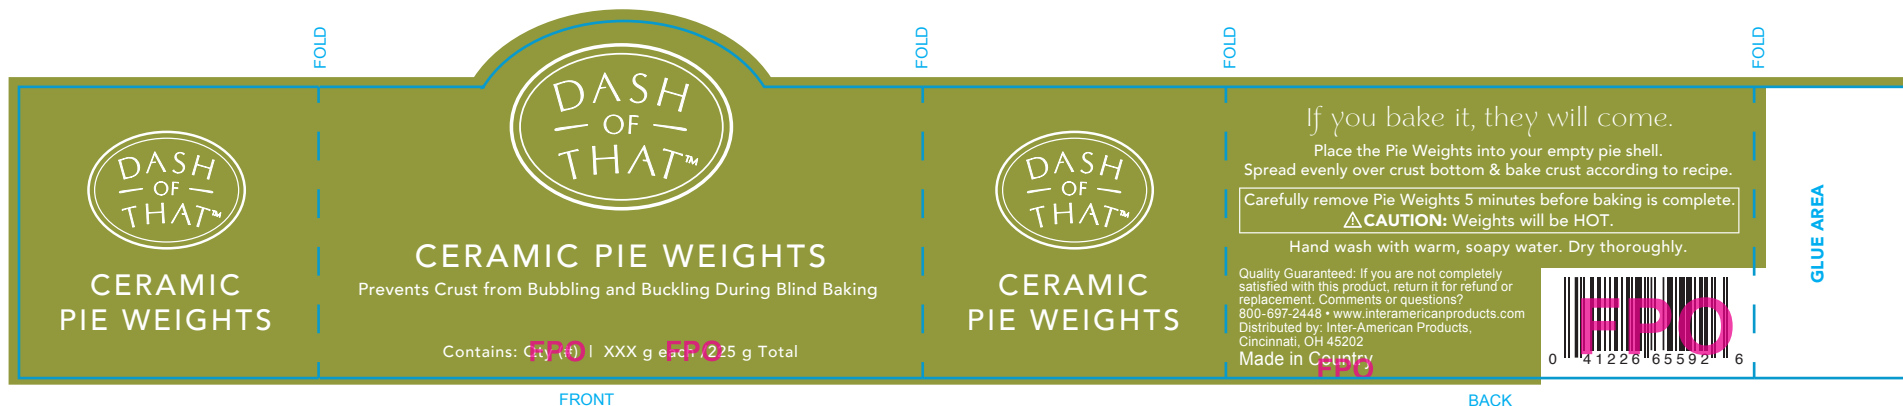 FOLD
FOLD
FOLD
FOLD
DASH
OF
THAT™
CERAMIC
PIE WEIGHTS
DASH
OF
THAT™
CERAMIC PIE WEIGHTS
Prevents Crust from Bubbling and Buckling During Blind Baking
Contains: City (#) | XXX g each /225 g Total
FPO
FPO
FRONT
DASH
OF
THAT™
CERAMIC
PIE WEIGHTS
If you bake it, they will come.
Place the Pie Weights into your empty pie shell.
Spread evenly over crust bottom & bake crust according to recipe.
Carefully remove Pie Weights 5 minutes before baking is complete.
⚠CAUTION: Weights will be HOT.
Hand wash with warm, soapy water. Dry thoroughly.
Quality Guaranteed: If you are not completely
satisfied with this product, return it for refund or
replacement. Comments or questions?
800-697-2448 • www.interamericanproducts.com
Distributed by: Inter-American Products,
Cincinnati, OH 45202
Made in Country
FPO
FPO
0 41226 65592 6
BACK
GLUE AREA